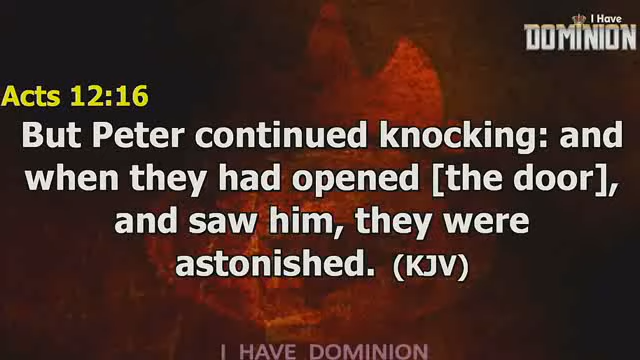 I Have
DOMINION
Acts 12:16
But Peter continued knocking: and
when they had opened [the door],
and saw him, they were
astonished. (KJV)
I HAVE DOMINION